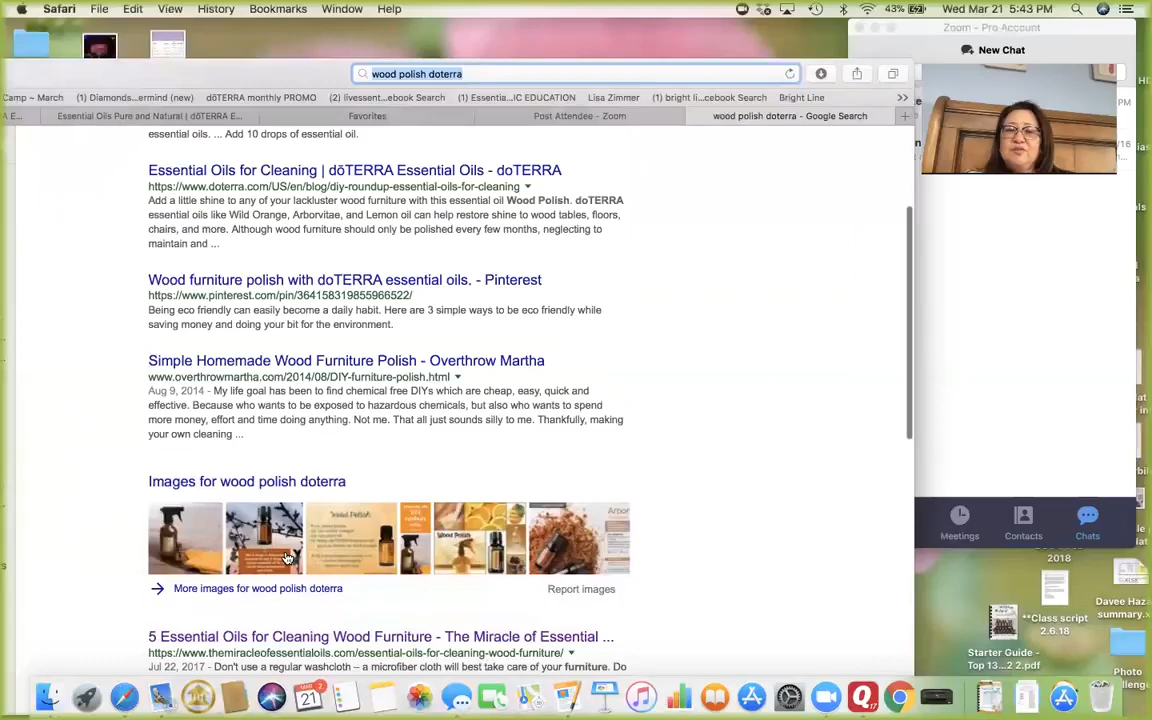 Safari File Edit View History Bookmarks Window Help
43% Wed Mar 21 5:43 PM
Zoom - Pro Account
New Chat
wood polish doterra
Camp ~ March (1) Diamonds...ermind (new) dōTERRA monthly PROMO (2) livessent...ebook Search (1) Essentia...IC EDUCATION Lisa Zimmer (1) bright li...cebook Search Bright Line
Essential Oils Pure and Natural | dōTERRA E... Favorites Post Attendee - Zoom wood polish doterra - Google Search
essential oils. ... Add 10 drops of essential oil.
Essential Oils for Cleaning | dōTERRA Essential Oils - doTERRA
https://www.doterra.com/US/en/blog/diy-roundup-essential-oils-for-cleaning
Add a little shine to any of your lackluster wood furniture with this essential oil Wood Polish. doTERRA
essential oils like Wild Orange, Arborvitae, and Lemon oil can help restore shine to wood tables, floors,
chairs, and more. Although wood furniture should only be polished every few months, neglecting to
maintain and ...
Wood furniture polish with doTERRA essential oils. - Pinterest
https://www.pinterest.com/pin/364158319855966522/
Being eco friendly can easily become a daily habit. Here are 3 simple ways to be eco friendly while
saving money and doing your bit for the environment.
Simple Homemade Wood Furniture Polish - Overthrow Martha
www.overthrowmartha.com/2014/08/DIY-furniture-polish.html
Aug 9, 2014 - My life goal has been to find chemical free DIYs which are cheap, easy, quick and
effective. Because who wants to be exposed to hazardous chemicals, but also who wants to spend
more money, effort and time doing anything. Not me. That all just sounds silly to me. Thankfully, making
your own cleaning ...
Images for wood polish doterra
Wood Polish
Wood Polish
Arbor
More images for wood polish doterra
Report images
5 Essential Oils for Cleaning Wood Furniture - The Miracle of Essential ...
https://www.themiracleofessentialoils.com/essential-oils-for-cleaning-wood-furniture/
Jul 22, 2017 - Don't use a regular washcloth – a microfiber cloth will best take care of your furniture. Do
Meetings Contacts Chats
2018
**Class script
2.6.18
Davee Haz
summary.x
Starter Guide -
Top 13...2 2.pdf
Photo
llenge
21